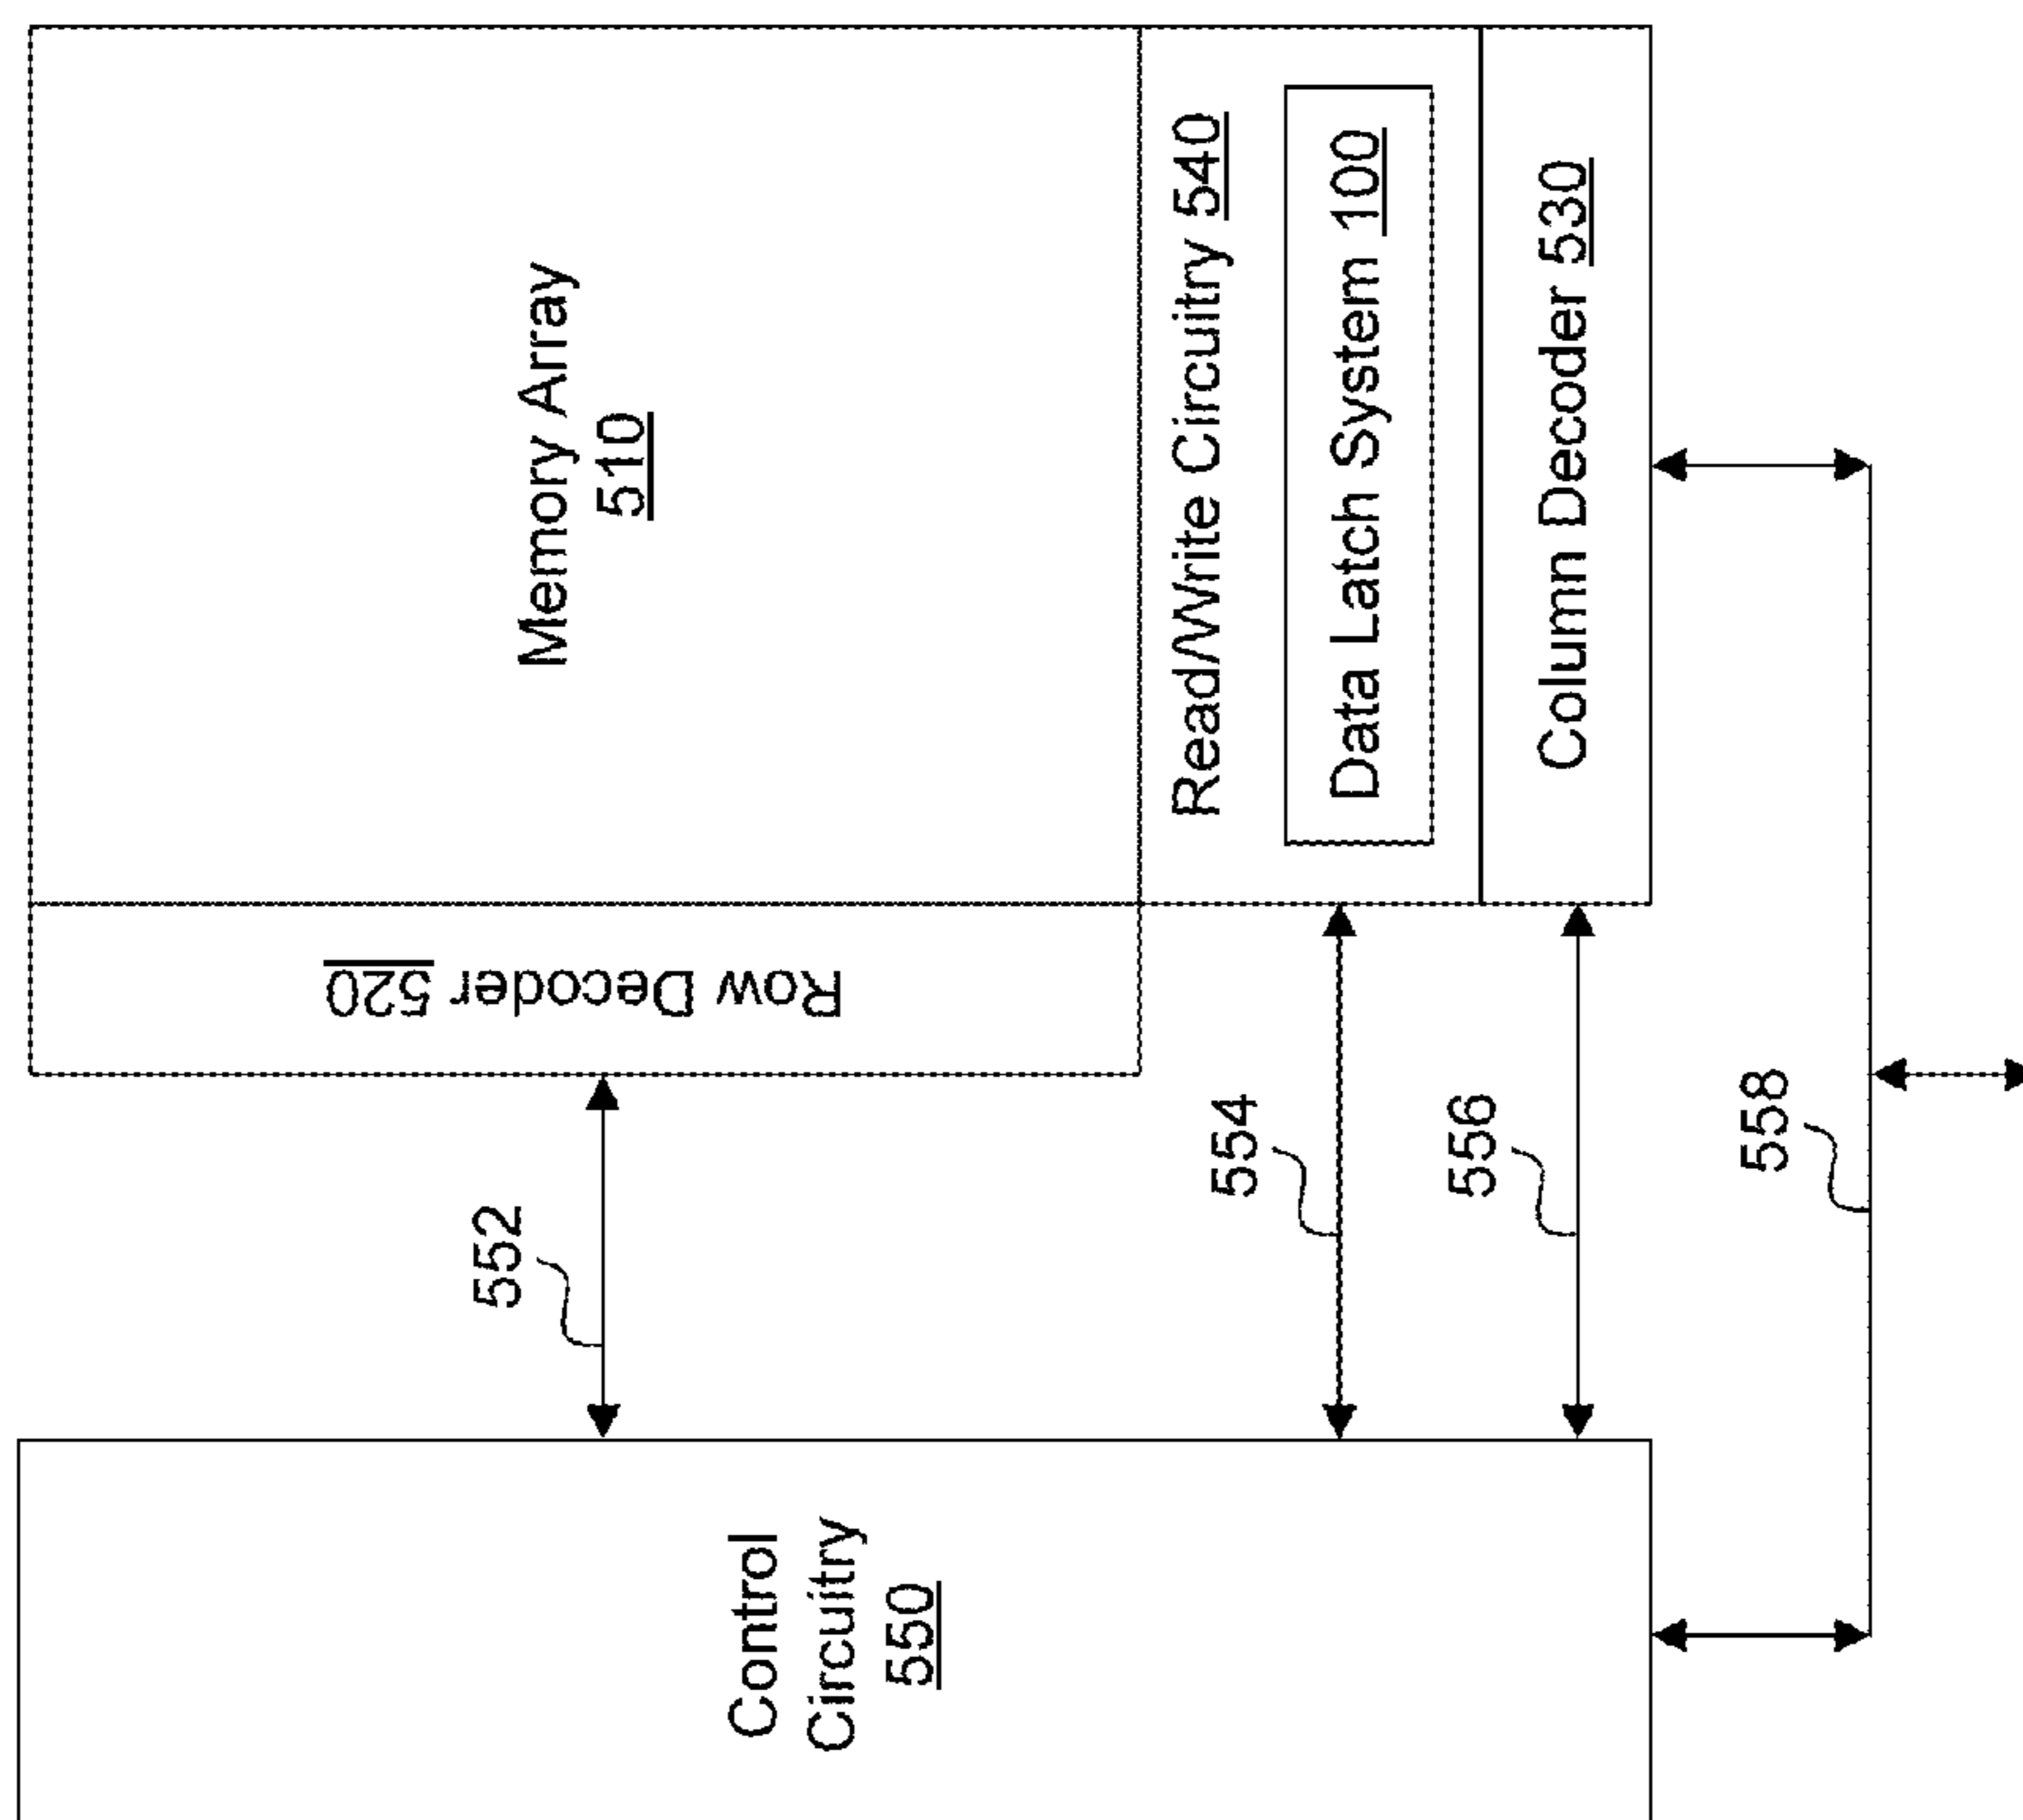 Memory Array
510
Row Decoder 520
Read/Write Circuitry 540
Data Latch System 100
Column Decoder 530
552
554
556
558
Control
Circuitry
550